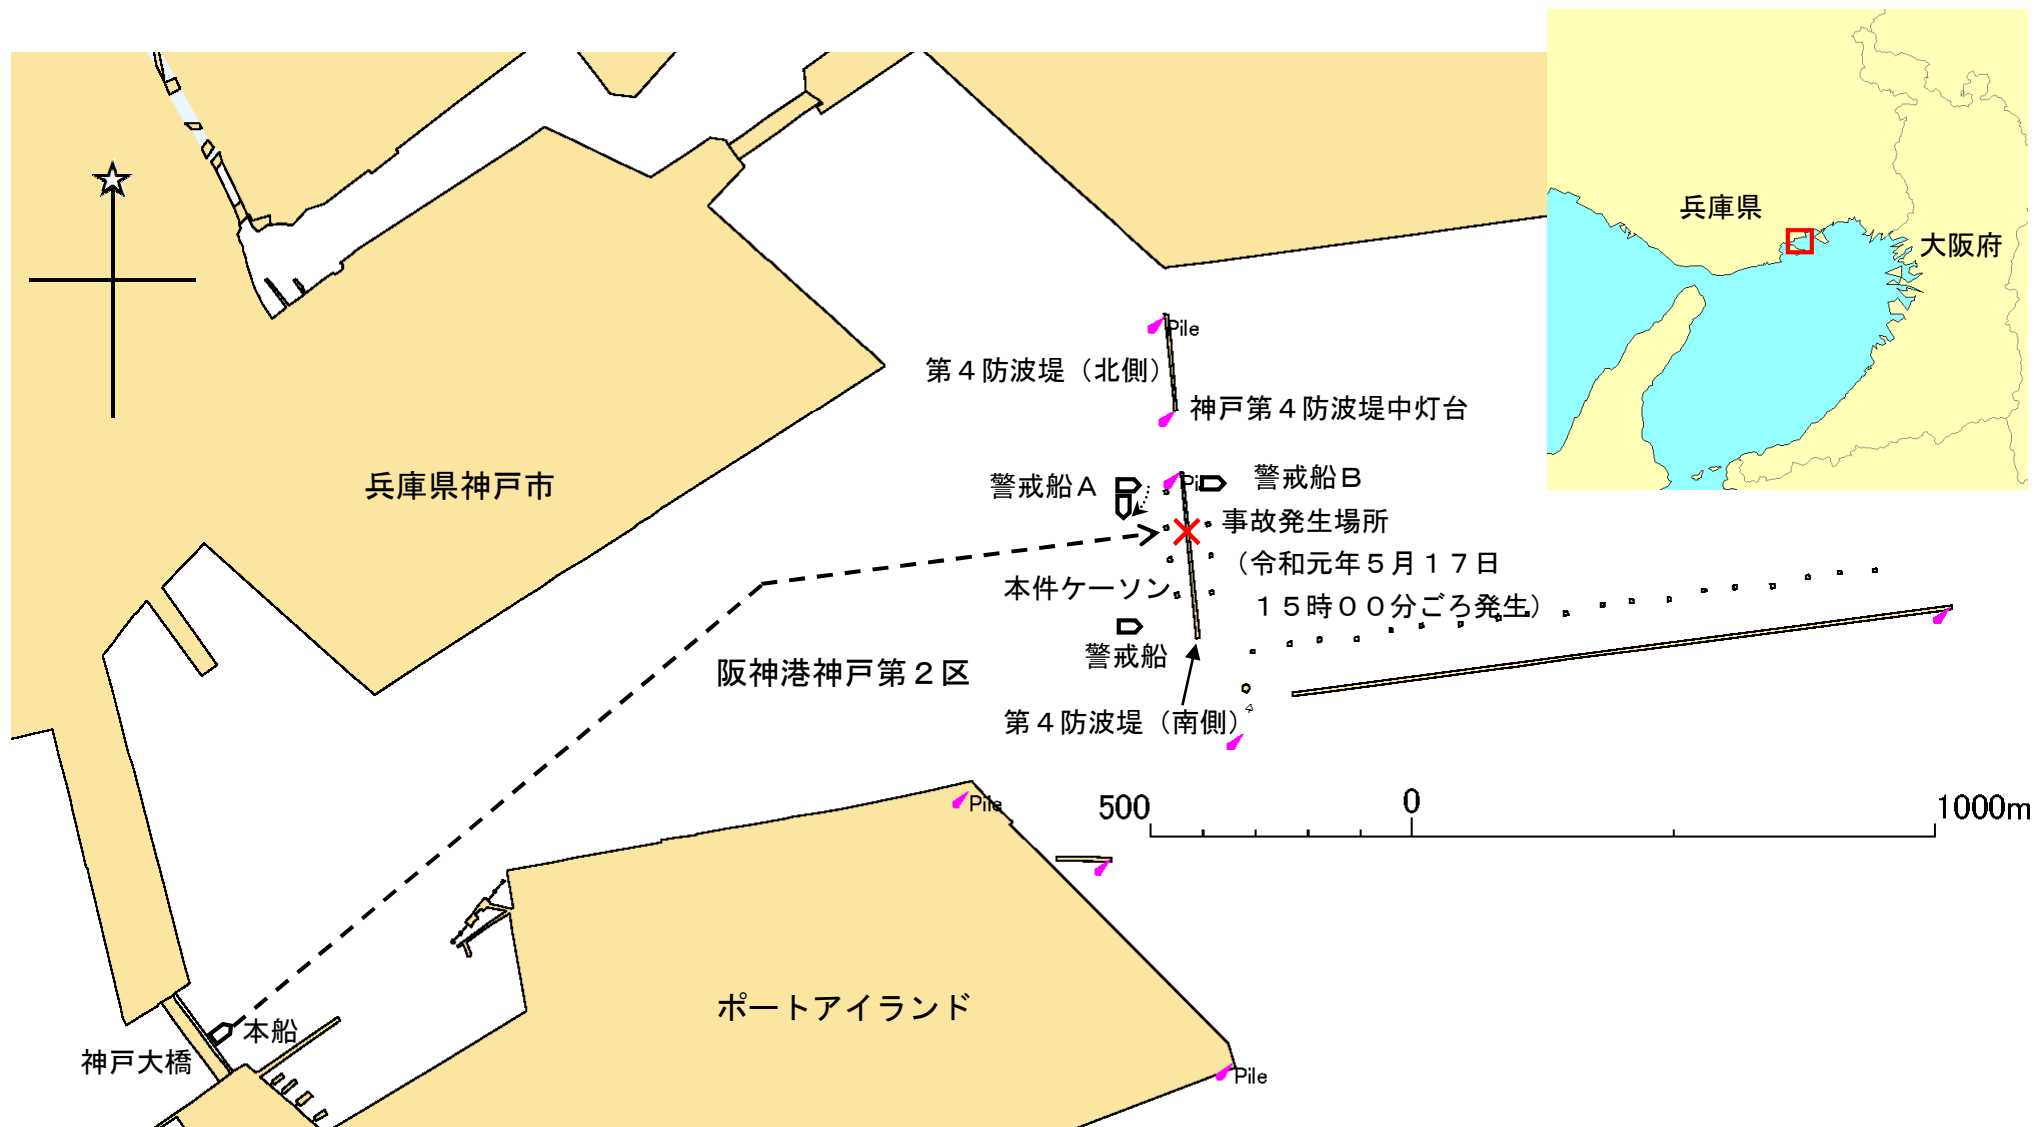 兵庫県
大阪府
Pile
第４防波堤（北側）
神戸第４防波堤中灯台
兵庫県神戸市
警戒船Ａ
警戒船Ｂ
事故発生場所
（令和元年５月１７日
１５時００分ごろ発生）
本件ケーソン
警戒船
阪神港神戸第２区
第４防波堤（南側）
Pile
500
0
1000m
ポートアイランド
本船
神戸大橋
Pile